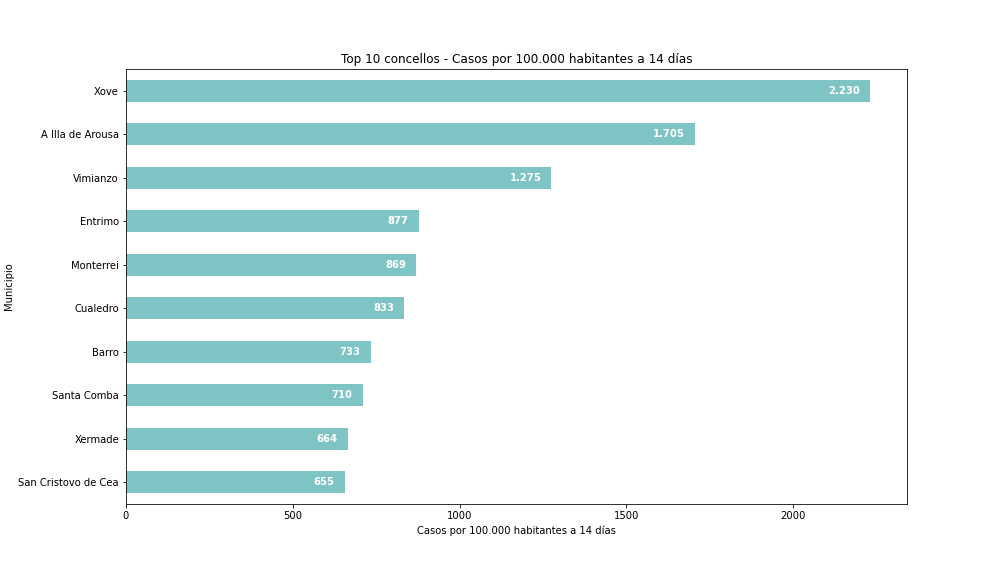 Top 10 concellos - Casos por 100.000 habitantes a 14 días
Municipio
Xove 2.230
A Illa de Arousa 1.705
Vimianzo 1.275
Entrimo 877
Monterrei 869
Cualedro 833
Barro 733
Santa Comba 710
Xermade 664
San Cristovo de Cea 655
0 500 1000 1500 2000
Casos por 100.000 habitantes a 14 días